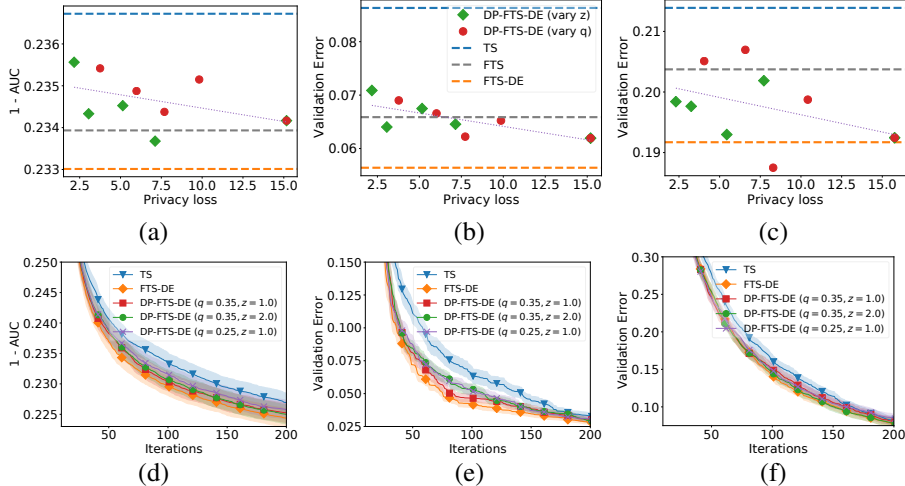 0.236
0.235
0.234
0.233
1 - AUC
2.5 5.0 7.5 10.0 12.5 15.0
Privacy loss
(a)
0.08
0.07
0.06
Validation Error
DP-FTS-DE (vary z)
DP-FTS-DE (vary q)
TS
FTS
FTS-DE
2.5 5.0 7.5 10.0 12.5 15.0
Privacy loss
(b)
0.21
0.20
0.19
Validation Error
2.5 5.0 7.5 10.0 12.5 15.0
Privacy loss
(c)
0.250
0.245
0.240
0.235
0.230
0.225
1 - AUC
TS
FTS-DE
DP-FTS-DE (q = 0.35, z = 1.0)
DP-FTS-DE (q = 0.35, z = 2.0)
DP-FTS-DE (q = 0.25, z = 1.0)
50 100 150 200
Iterations
(d)
0.150
0.125
0.100
0.075
0.050
0.025
Validation Error
TS
FTS-DE
DP-FTS-DE (q = 0.35, z = 1.0)
DP-FTS-DE (q = 0.35, z = 2.0)
DP-FTS-DE (q = 0.25, z = 1.0)
50 100 150 200
Iterations
(e)
0.30
0.25
0.20
0.15
0.10
Validation Error
TS
FTS-DE
DP-FTS-DE (q = 0.35, z = 1.0)
DP-FTS-DE (q = 0.35, z = 2.0)
DP-FTS-DE (q = 0.25, z = 1.0)
50 100 150 200
Iterations
(f)